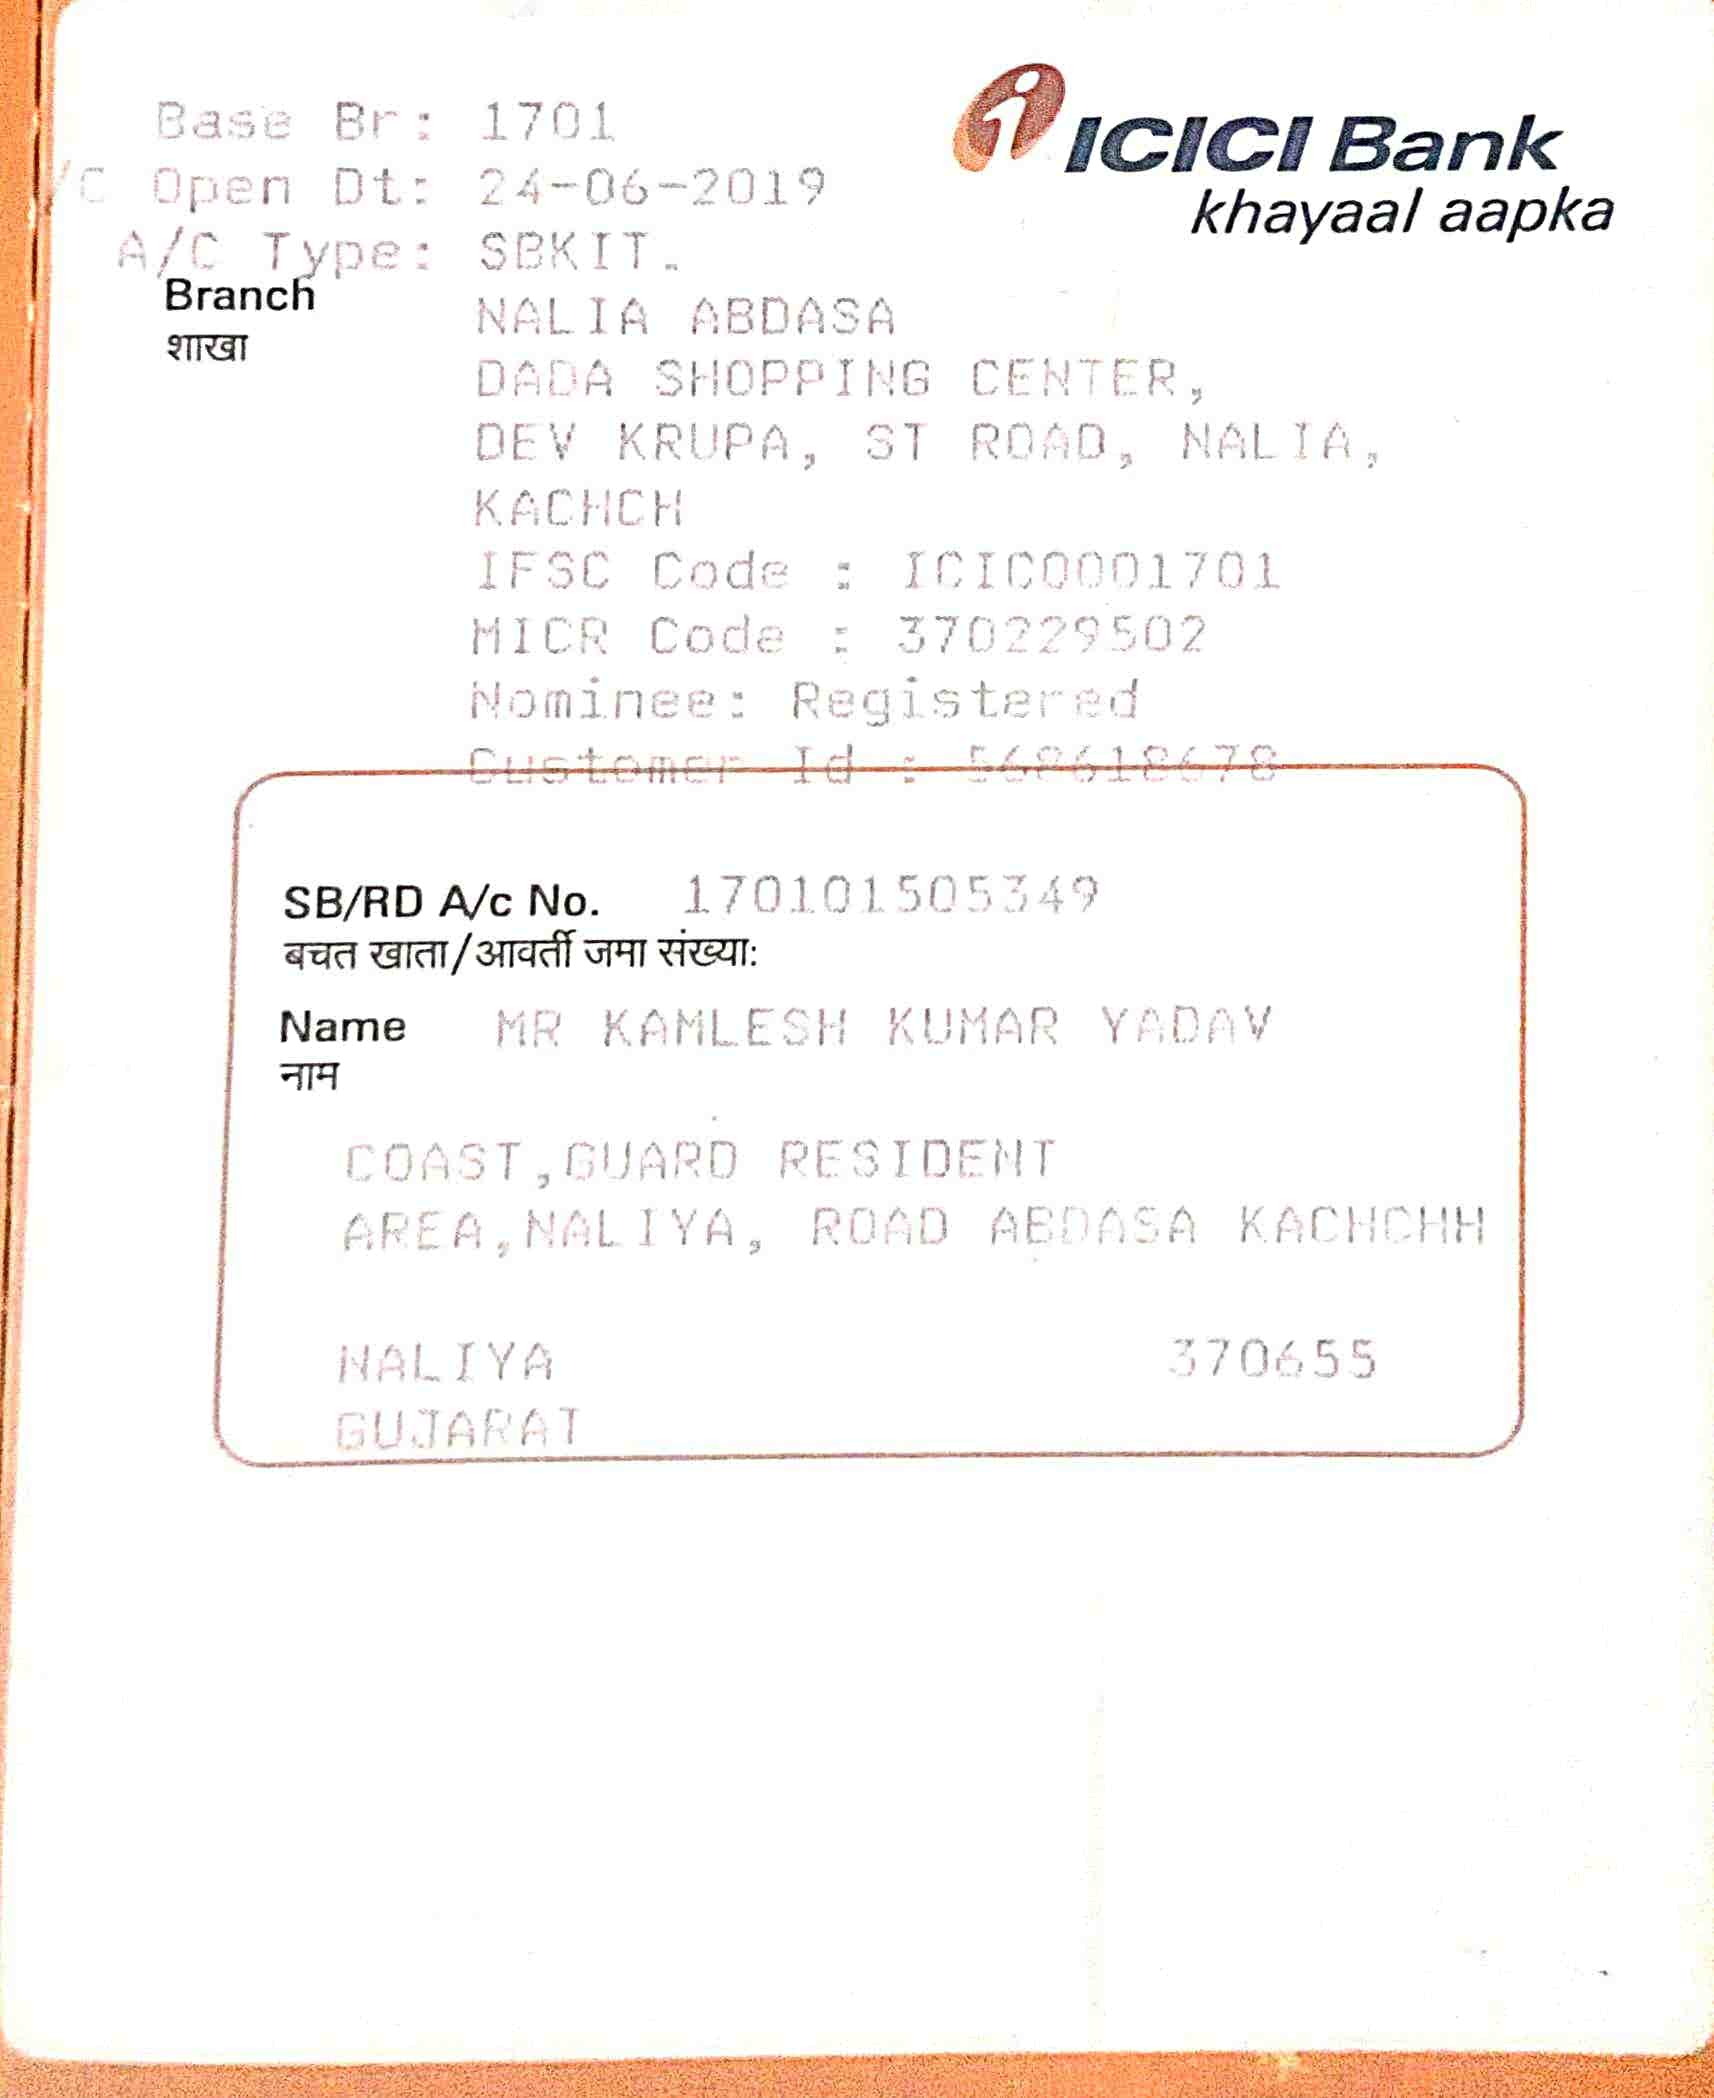 ICICI Bank
khayaal aapka
Base Br: 1701
/C Open Dt: 24-06-2019
A/C Type: SBKIT.
Branch
शाखा
NALIA ABDASA
DADA SHOPPING CENTER,
DEV KRUPA, ST ROAD, NALIA,
KACHCH
IFSC Code : ICIC0001701
MICR Code : 370229502
Nominee: Registered
Customer Id : 568618678
SB/RD A/c No. 170101505349
बचत खाता/आवर्ती जमा संख्या:
Name MR KAMLESH KUMAR YADAV
नाम
COAST,GUARD RESIDENT
AREA,NALIYA, ROAD ABDASA KACHCHH
NALIYA 370655
GUJARAT